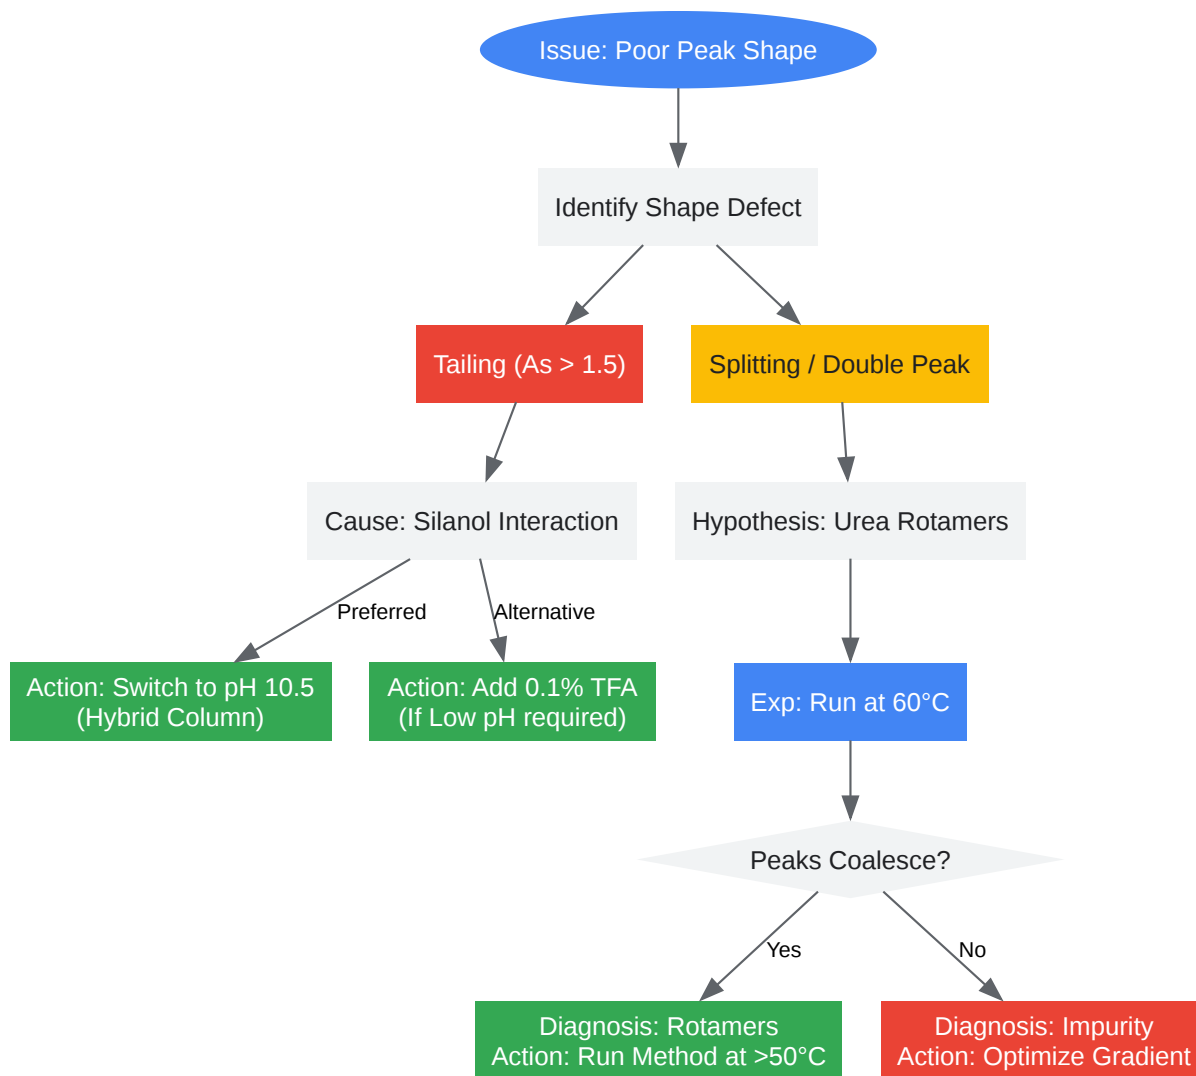 Issue: Poor Peak Shape
Identify Shape Defect
Tailing (As > 1.5)
Splitting / Double Peak
Cause: Silanol Interaction
Hypothesis: Urea Rotamers
Preferred
Alternative
Action: Switch to pH 10.5
(Hybrid Column)
Action: Add 0.1% TFA
(If Low pH required)
Exp: Run at 60°C
Peaks Coalesce?
Yes
No
Diagnosis: Rotamers
Action: Run Method at >50°C
Diagnosis: Impurity
Action: Optimize Gradient